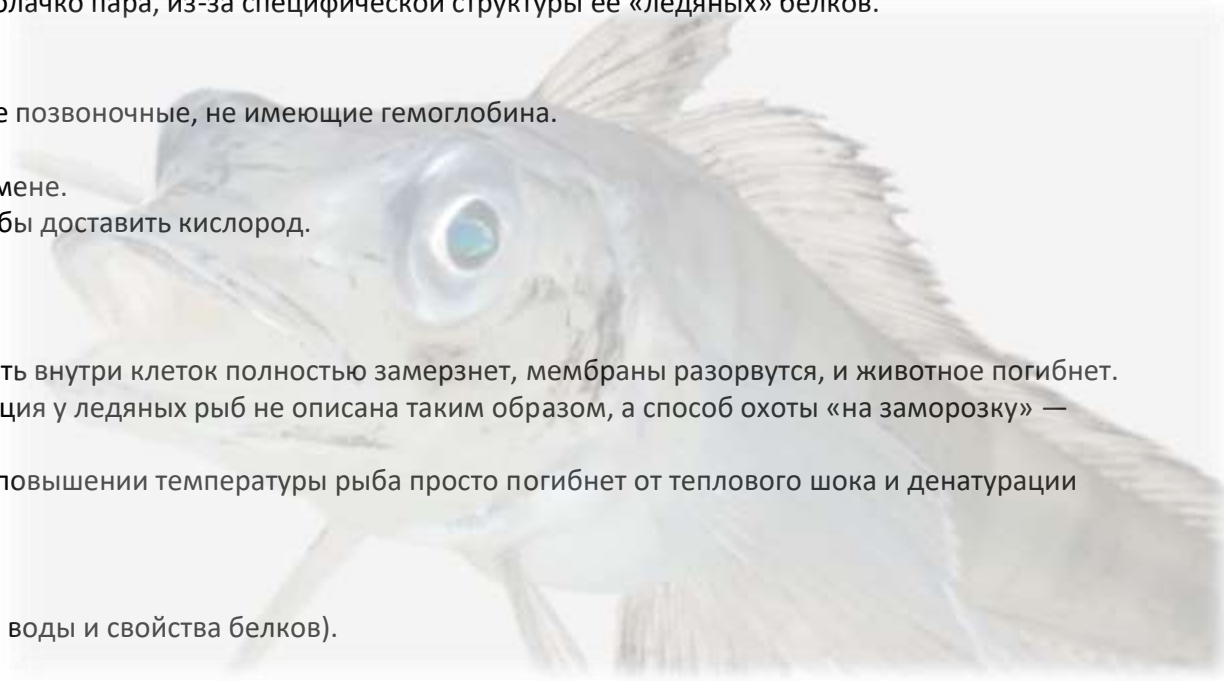 лачко пара, из-за специфической структуры ее «ледяных» белков.
е позвоночные, не имеющие гемоглобина.
мене.
бы доставить кислород.
ть внутри клеток полностью замерзнет, мембраны разорвутся, и животное погибнет.
ция у ледяных рыб не описана таким образом, а способ охоты «на заморозку» —
повышении температуры рыба просто погибнет от теплового шока и денатурации
воды и свойства белков).